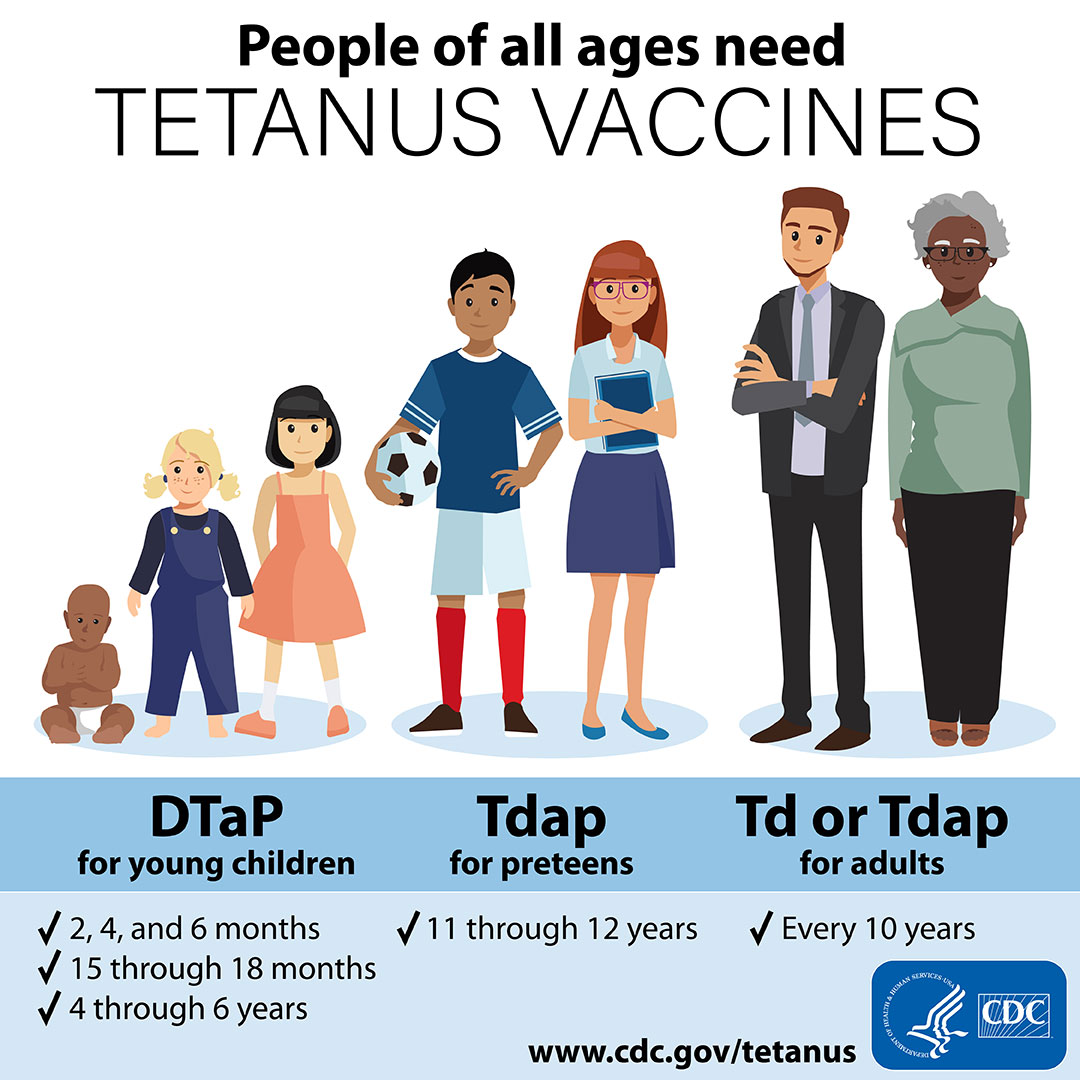 People of all ages need
TETANUS VACCINES
DTaP
for young children
✓ 2, 4, and 6 months
✓ 15 through 18 months
✓ 4 through 6 years
Tdap
for preteens
✓ 11 through 12 years
Td or Tdap
for adults
✓ Every 10 years
www.cdc.gov/tetanus
DEPARTMENT OF HEALTH & HUMAN SERVICES • USA
CDC